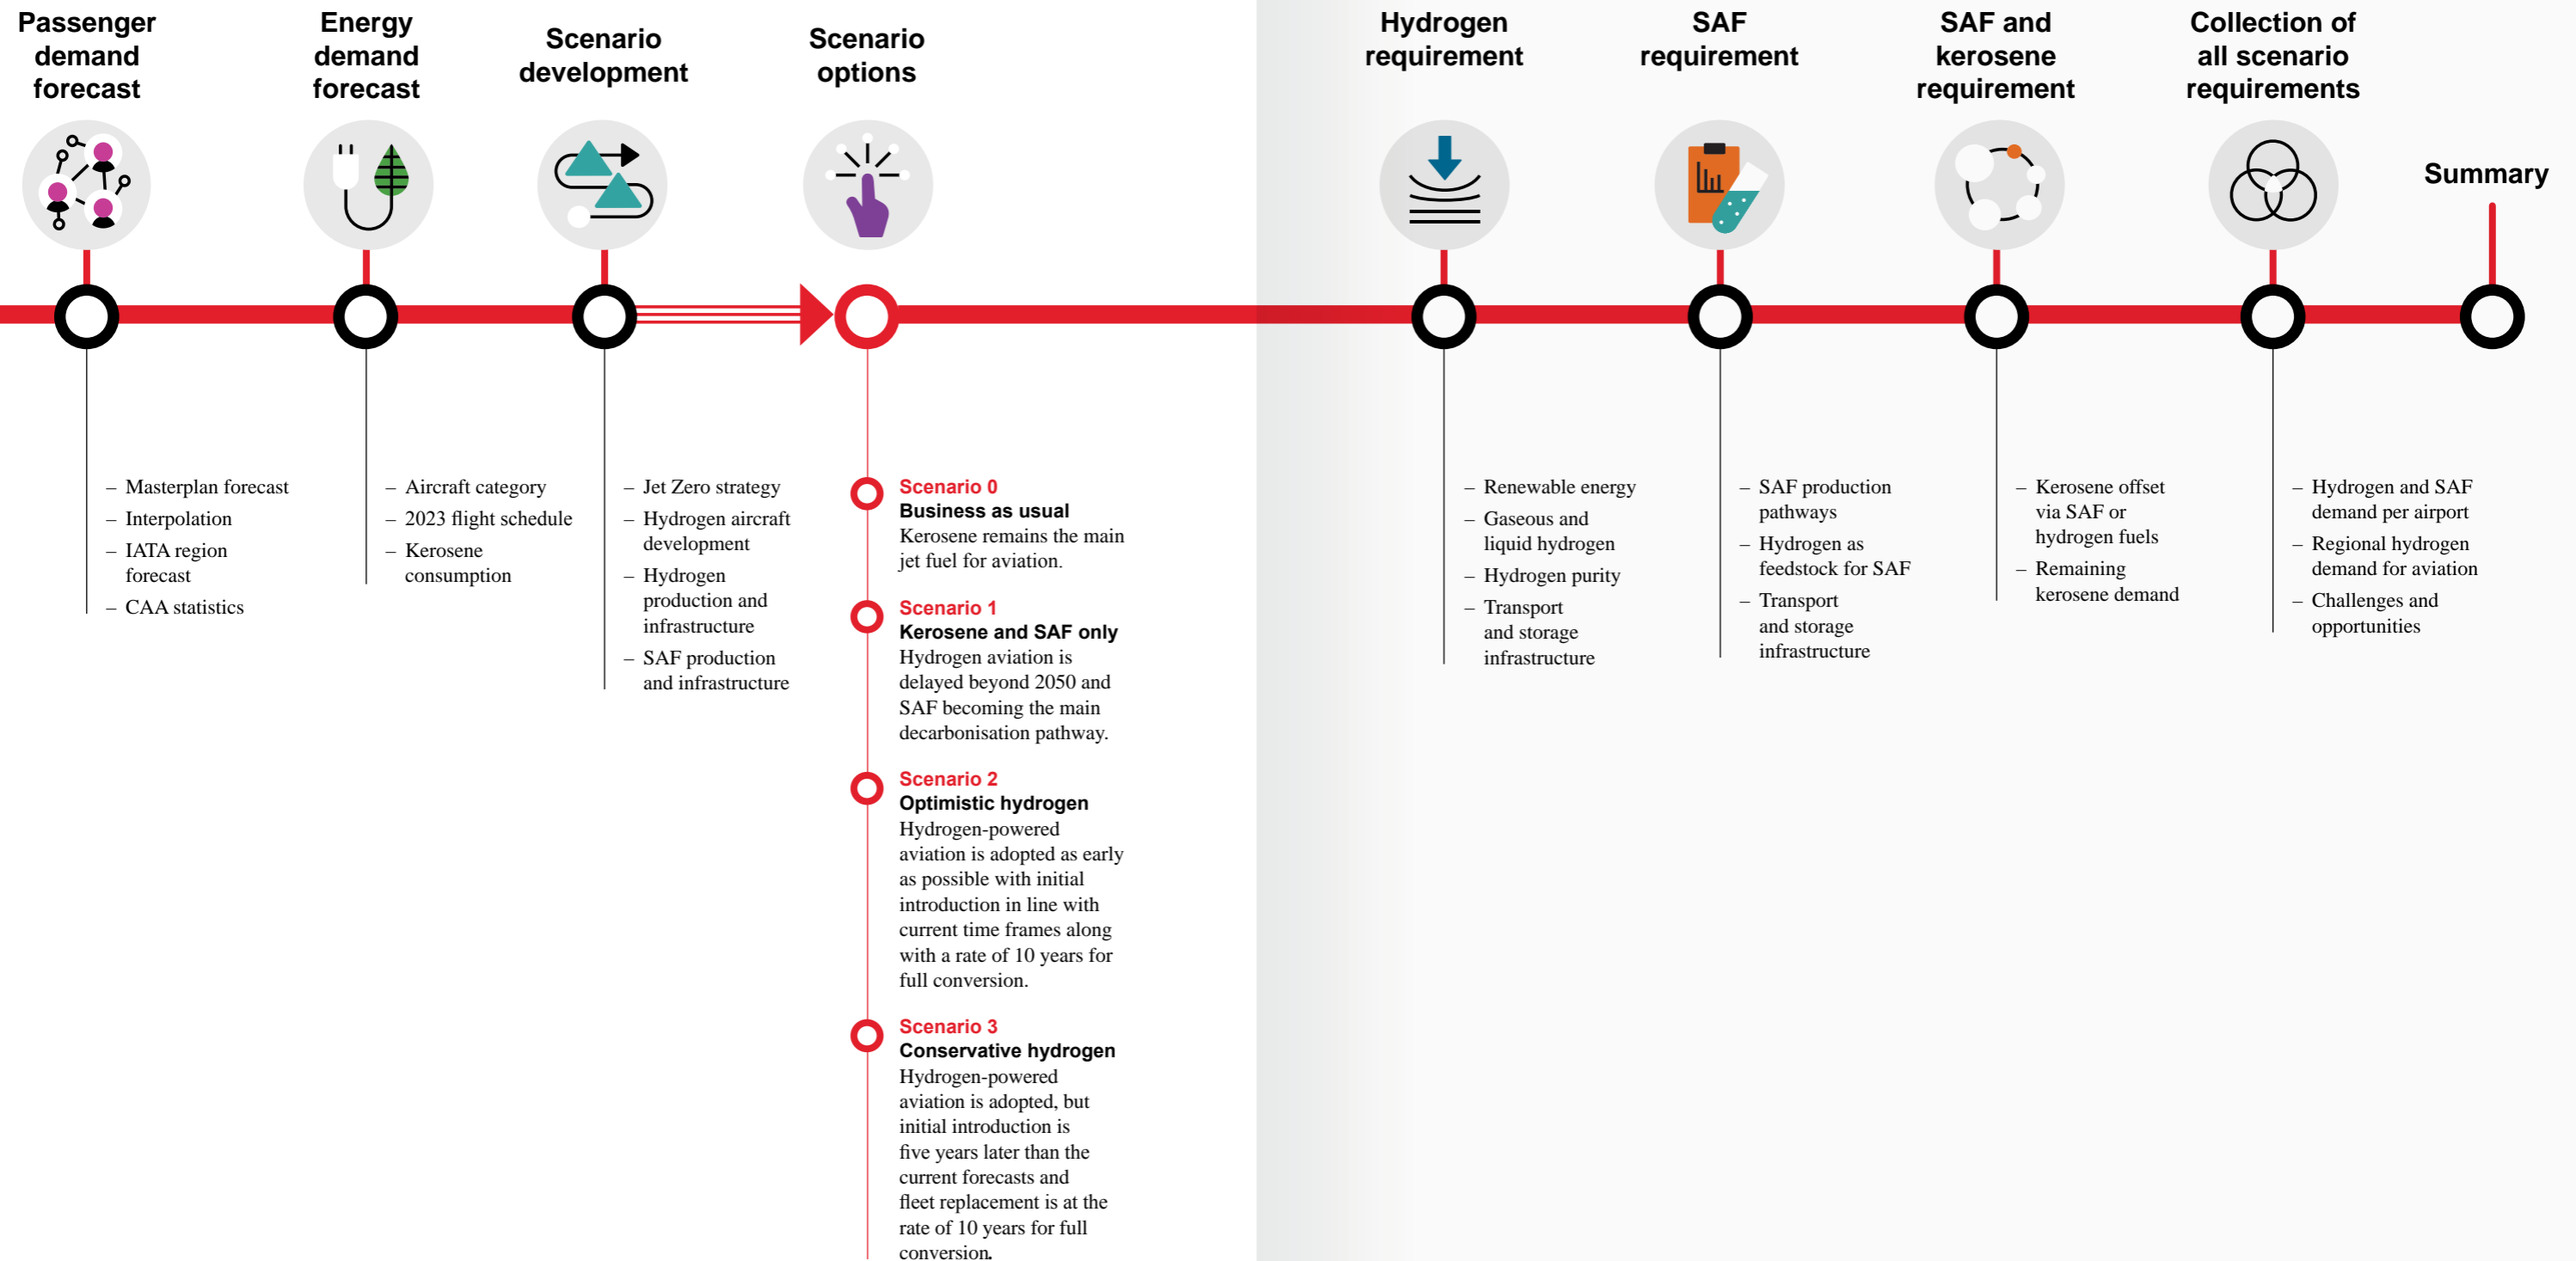 Passenger
demand
forecast
– Masterplan forecast
– Interpolation
– IATA region
forecast
– CAA statistics
Energy
demand
forecast
– Aircraft category
– 2023 flight schedule
– Kerosene
consumption
Scenario
development
– Jet Zero strategy
– Hydrogen aircraft
development
– Hydrogen
production and
infrastructure
– SAF production
and infrastructure
Scenario
options
Scenario 0
Business as usual
Kerosene remains the main
jet fuel for aviation.
Scenario 1
Kerosene and SAF only
Hydrogen aviation is
delayed beyond 2050 and
SAF becoming the main
decarbonisation pathway.
Scenario 2
Optimistic hydrogen
Hydrogen-powered
aviation is adopted as early
as possible with initial
introduction in line with
current time frames along
with a rate of 10 years for
full conversion.
Scenario 3
Conservative hydrogen
Hydrogen-powered
aviation is adopted, but
initial introduction is
five years later than the
current forecasts and
fleet replacement is at the
rate of 10 years for full
conversion.
Hydrogen
requirement
– Renewable energy
– Gaseous and
liquid hydrogen
– Hydrogen purity
– Transport
and storage
infrastructure
SAF
requirement
– SAF production
pathways
– Hydrogen as
feedstock for SAF
– Transport
and storage
infrastructure
SAF and
kerosene
requirement
– Kerosene offset
via SAF or
hydrogen fuels
– Remaining
kerosene demand
Collection of
all scenario
requirements
– Hydrogen and SAF
demand per airport
– Regional hydrogen
demand for aviation
– Challenges and
opportunities
Summary